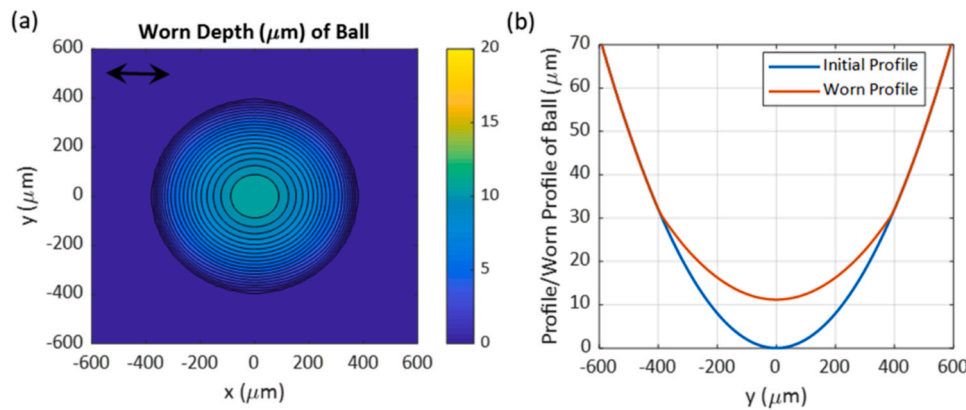 (a)
Worn Depth (μm) of Ball
600
400
200
0
-200
-400
-600
y (μm)
-600 -400 -200 0 200 400 600
x (μm)
20
15
10
5
0
(b)
70
60
50
40
30
20
10
0
Profile/Worn Profile of Ball (μm)
Initial Profile
Worn Profile
-600 -400 -200 0 200 400 600
y (μm)